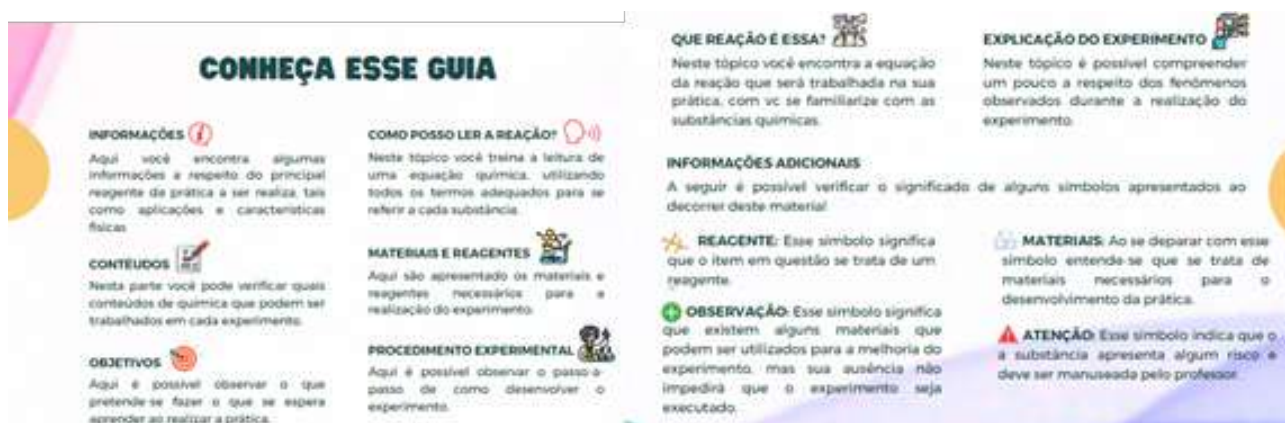 CONHEÇA ESSE GUIA
INFORMAÇÕES
Aqui você encontra algumas
informações a respeito do principal
reagente da prática a ser realiza, tais
como aplicações e características
físicas
CONTEÚDOS
Nesta parte você pode verificar quais
conteúdos de química que podem ser
trabalhados em cada experimento.
OBJETIVOS
Aqui é possível observar o que
pretende-se fazer o que se espera
aprender ao realizar a prática.
COMO POSSO LER A REAÇÃO?
Neste tópico você treina a leitura de
uma equação química, utilizando
todos os termos adequados para se
referir a cada substância.
MATERIAIS E REAGENTES
Aqui são apresentado os materiais e
reagentes necessários para a
realização do experimento.
PROCEDIMENTO EXPERIMENTAL
Aqui é possível observar o passo-a-
passo de como desenvolver o
experimento.
QUE REAÇÃO É ESSA?
Neste tópico você encontra a equação
da reação que será trabalhada na sua
prática, com vc se familiarize com as
substâncias químicas.
EXPLICAÇÃO DO EXPERIMENTO
Neste tópico é possível compreender
um pouco a respeito dos fenômenos
observados durante a realização do
experimento.
INFORMAÇÕES ADICIONAIS
A seguir é possível verificar o significado de alguns símbolos apresentados ao
decorrer deste material
REAGENTE: Esse símbolo significa
que o item em questão se trata de um
reagente.
OBSERVAÇÃO: Esse símbolo significa
que existem alguns materiais que
podem ser utilizados para a melhoria do
experimento, mas sua ausência não
impedirá que o experimento seja
executado.
MATERIAIS: Ao se deparar com esse
símbolo entende-se que se trata de
materiais necessários para o
desenvolvimento da prática.
ATENÇÃO: Esse símbolo indica que o
a substância apresenta algum risco e
deve ser manuseada pelo professor.